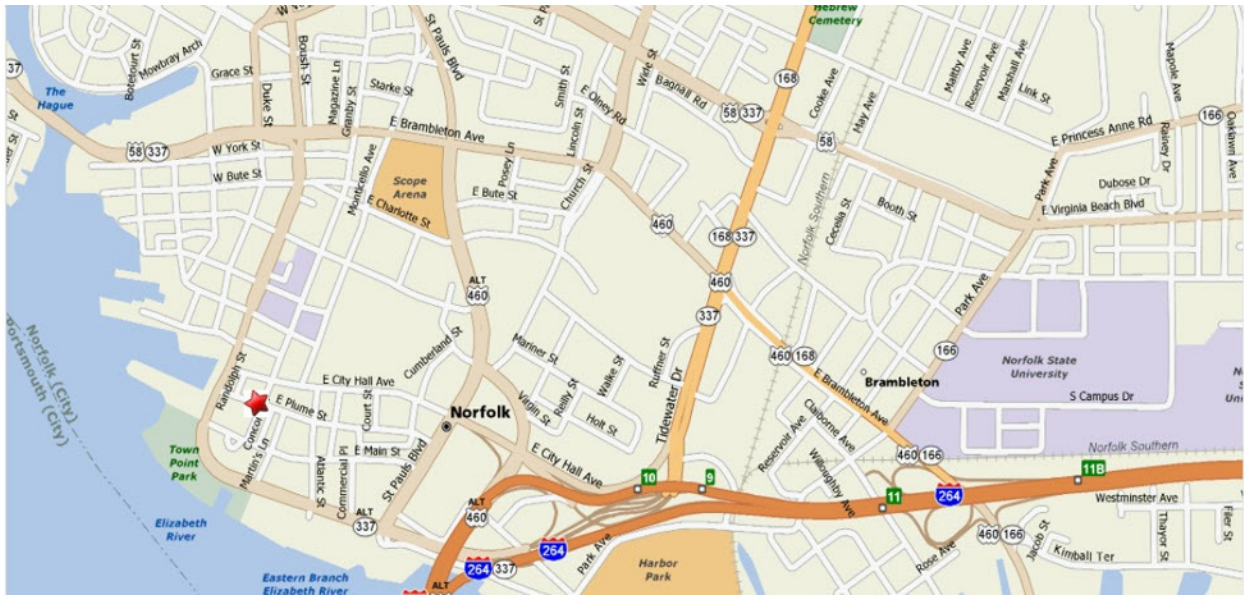 Hebrew
Cemetery
W
Botetourt St
Mowbray Arch
Boush St
St Pauls Blvd
St
37
Grace St
Duke St
Magazine Ln
Granby St
Starke St
Smith St
Wide St
Bagnall Rd
E Olney Rd
168
Cooke Ave
May Ave
Maltby Ave
Reservoir Ave
Marshall Ave
Link St
Mapole Ave
The
Hague
E Brambleton Ave
Lincoln St
58 337
58
E Princess Anne Rd
166
Rainey Dr
Oaklawn Ave
58 337
W York St
W Bute St
Monticello Ave
Scope
Arena
E Charlotte St
E Bute St
Posey Ln
Church St
Park Ave
Dubose Dr
E Virginia Beach Blvd
Norfolk Southern
Cecelia St
Booth St
460
168 337
460
ALT
460
337
Park Ave
166
Norfolk (City)
Portsmouth (City)
Randolph St
Cumberland St
Mariner St
Walke St
Ruffner St
Tidewater Dr
460 168
E Brambleton Ave
Brambleton
Norfolk State
University
S Campus Dr
E City Hall Ave
E Plume St
Court St
Concor
Norfolk
Virgin St
Reilly St
Holt St
Claiborne Ave
Reservoir Ave
Willoughby Ave
Town
Point
Park
Martin's Ln
E Main St
Atlantic St
Commercial Pl
St Pauls Blvd
E City Hall Ave
Norfolk Southern
460 166
10
9
11
11B
264
Westminster Ave
Elizabeth
River
ALT
337
ALT
460
264
Park Ave
Harbor
Park
Rose Ave
460 166
Jacob St
Kimball Ter
Thayor St
Filer St
Eastern Branch
Elizabeth River
ALT
264 337